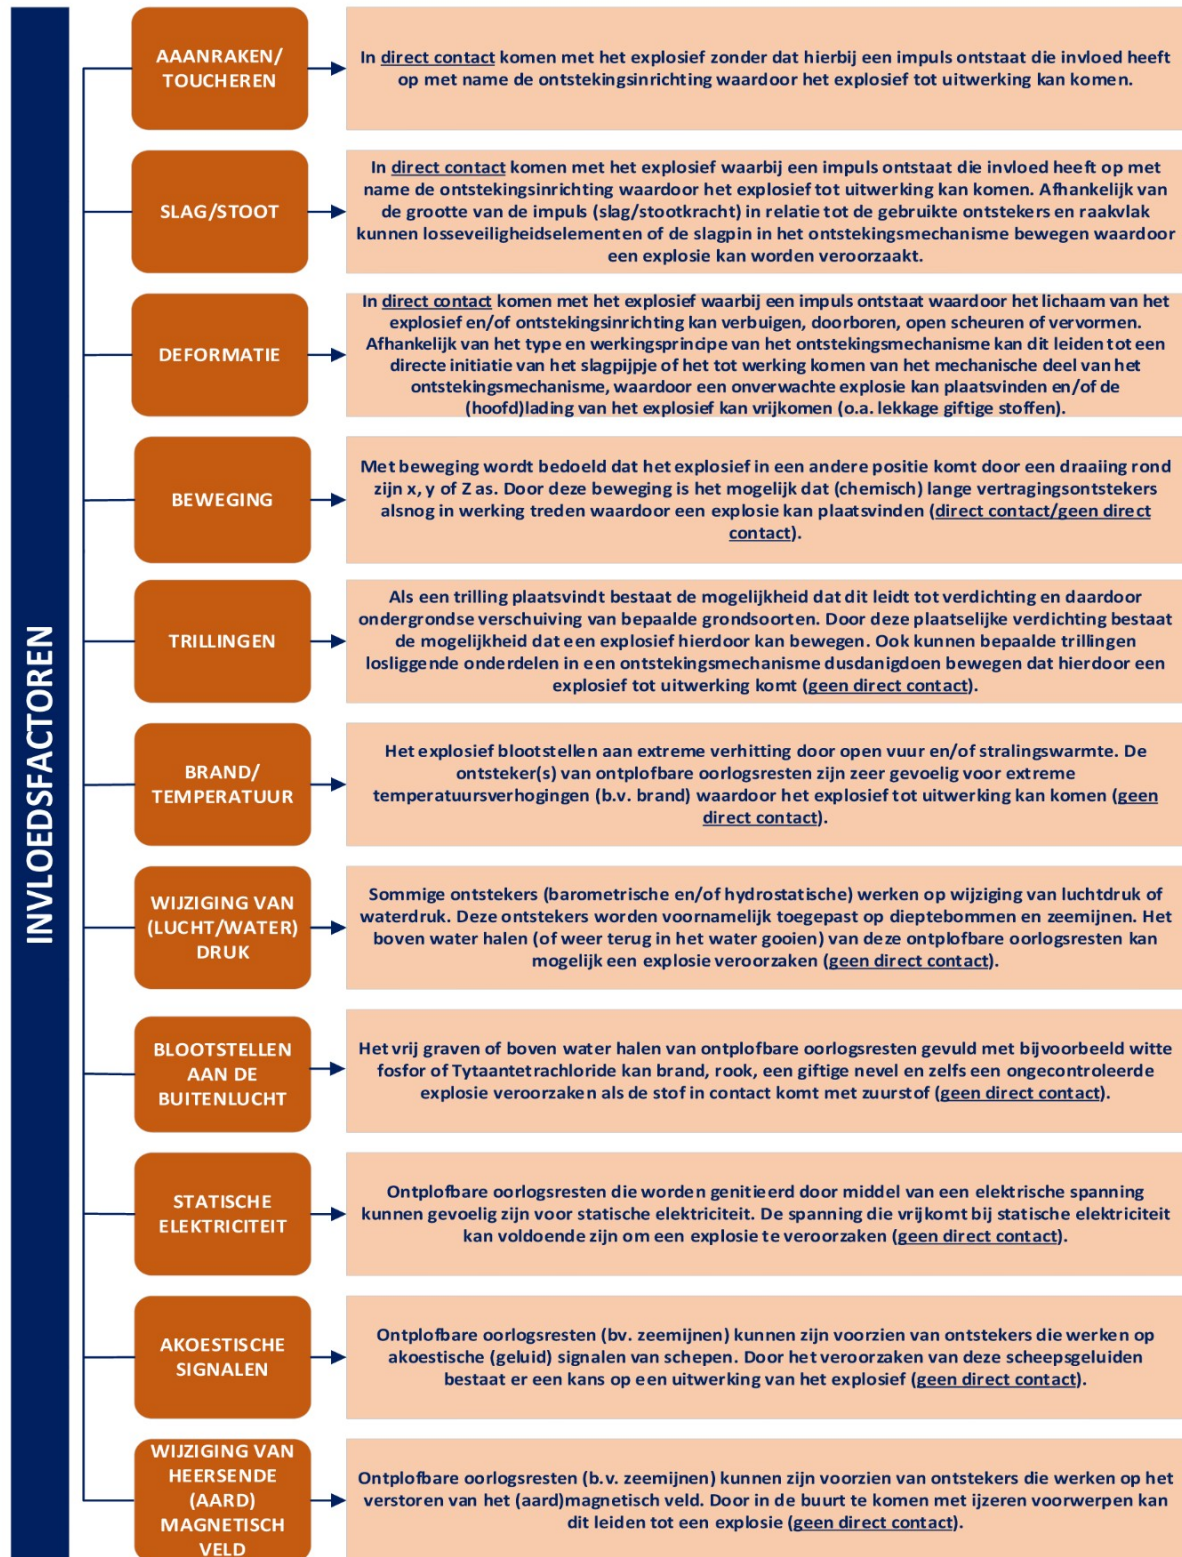 INVLOEDSFACTOREN
AAANRAKEN/
TOUCHEREN
In direct contact komen met het explosief zonder dat hierbij een impuls ontstaat die invloed heeft
op met name de ontstekingsinrichting waardoor het explosief tot uitwerking kan komen.
SLAG/STOOT
In direct contact komen met het explosief waarbij een impuls ontstaat die invloed heeft op met
name de ontstekingsinrichting waardoor het explosief tot uitwerking kan komen. Afhankelijk van
de grootte van de impuls (slag/stootkracht) in relatie tot de gebruikte ontstekers en raakvlak
kunnen losseveiligheidselementen of de slagpin in het ontstekingsmechanisme bewegen waardoor
een explosie kan worden veroorzaakt.
DEFORMATIE
In direct contact komen met het explosief waarbij een impuls ontstaat waardoor het lichaam van het
explosief en/of ontstekingsinrichting kan verbuigen, doorboren, open scheuren of vervormen.
Afhankelijk van het type en werkingsprincipe van het ontstekingsmechanisme kan dit leiden tot een
directe initiatie van het slagpijpje of het tot werking komen van het mechanische deel van het
ontstekingsmechanisme, waardoor een onverwachte explosie kan plaatsvinden en/of de
(hoofd)lading van het explosief kan vrijkomen (o.a. lekkage giftige stoffen).
BEWEGING
Met beweging wordt bedoeld dat het explosief in een andere positie komt door een draaiing rond
zijn x, y of Z as. Door deze beweging is het mogelijk dat (chemisch) lange vertragingsontstekers
alsnog in werking treden waardoor een explosie kan plaatsvinden (direct contact/geen direct
contact).
TRILLINGEN
Als een trilling plaatsvindt bestaat de mogelijkheid dat dit leidt tot verdichting en daardoor
ondergrondse verschuiving van bepaalde grondsoorten. Door deze plaatselijke verdichting bestaat
de mogelijkheid dat een explosief hierdoor kan bewegen. Ook kunnen bepaalde trillingen
losliggende onderdelen in een ontstekingsmechanisme dusdanigdoen bewegen dat hierdoor een
explosief tot uitwerking komt (geen direct contact).
BRAND/
TEMPERATUUR
Het explosief blootstellen aan extreme verhitting door open vuur en/of stralingswarmte. De
ontsteker(s) van ontplofbare oorlogsresten zijn zeer gevoelig voor extreme
temperatuursverhogingen (b.v. brand) waardoor het explosief tot uitwerking kan komen (geen
direct contact).
WIJZIGING VAN
(LUCHT/WATER)
DRUK
Sommige ontstekers (barometrische en/of hydrostatische) werken op wijziging van luchtdruk of
waterdruk. Deze ontstekers worden voornamelijk toegepast op dieptebommen en zeemijnen. Het
boven water halen (of weer terug in het water gooien) van deze ontplofbare oorlogsresten kan
mogelijk een explosie veroorzaken (geen direct contact).
BLOOTSTELLEN
AAN DE
BUITENLUCHT
Het vrij graven of boven water halen van ontplofbare oorlogsresten gevuld met bijvoorbeeld witte
fosfor of Tytaantetrachloride kan brand, rook, een giftige nevel en zelfs een ongecontroleerde
explosie veroorzaken als de stof in contact komt met zuurstof (geen direct contact).
STATISCHE
ELEKTRICITEIT
Ontplofbare oorlogsresten die worden genitieerd door middel van een elektrische spanning
kunnen gevoelig zijn voor statische elektriciteit. De spanning die vrijkomt bij statische elektriciteit
kan voldoende zijn om een explosie te veroorzaken (geen direct contact).
AKOESTISCHE
SIGNALEN
Ontplofbare oorlogsresten (bv. zeemijnen) kunnen zijn voorzien van ontstekers die werken op
akoestische (geluid) signalen van schepen. Door het veroorzaken van deze scheepsgeluiden
bestaat er een kans op een uitwerking van het explosief (geen direct contact).
WIJZIGING VAN
HEERSENDE
(AARD)
MAGNETISCH
VELD
Ontplofbare oorlogsresten (b.v. zeemijnen) kunnen zijn voorzien van ontstekers die werken op het
verstoren van het (aard)magnetisch veld. Door in de buurt te komen met ijzeren voorwerpen kan
dit leiden tot een explosie (geen direct contact).